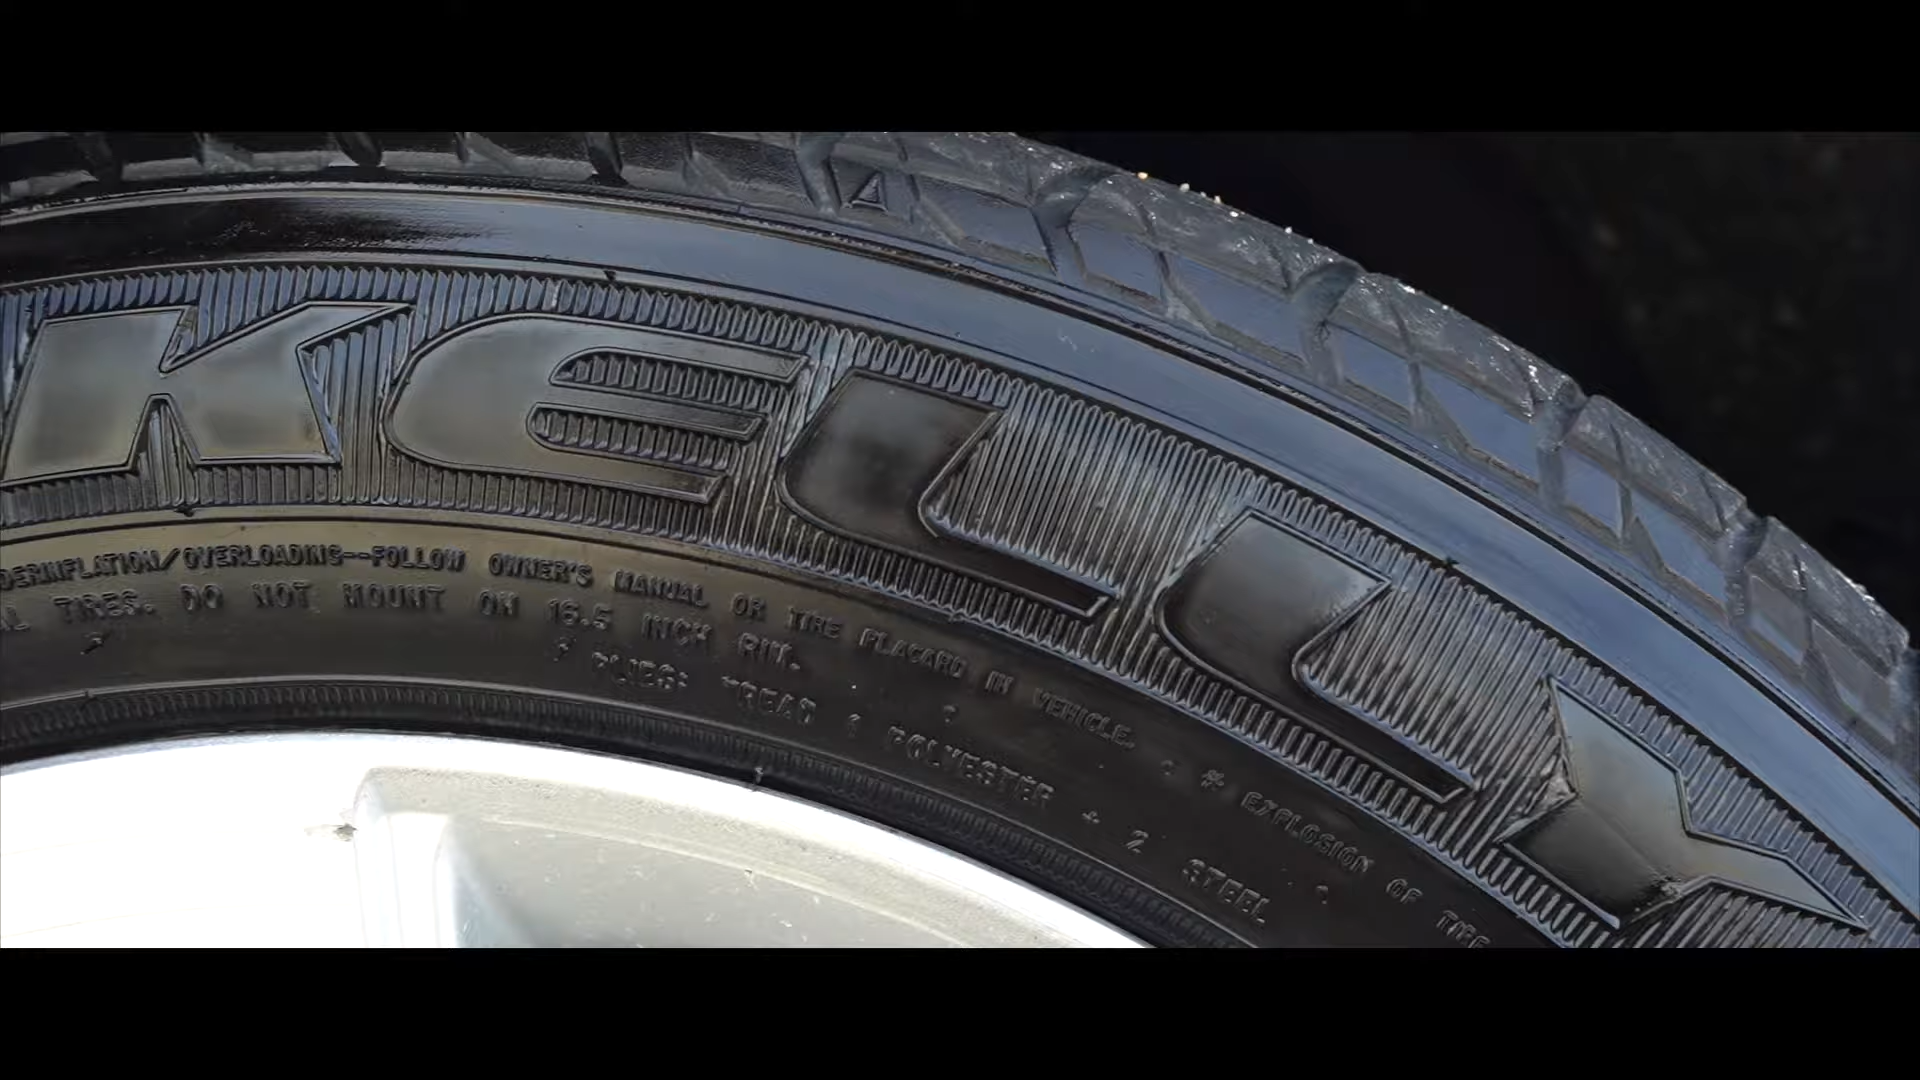 KELLY
OVERLOADING--FOLLOW OWNER'S MANUAL OR TIRE PLACARD IN VEHICLE.
TIRES. DO NOT MOUNT ON 16.5 INCH RIM.
PLIES: TREAD 1 POLYESTER + 2 STEEL
* EXPLOSION OF TIRE